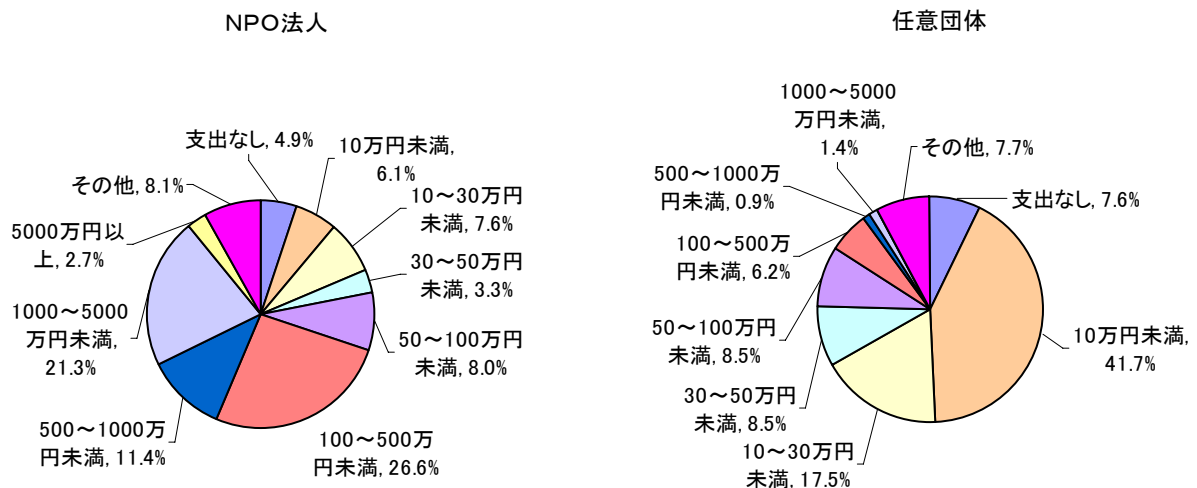 NPO法人
支出なし, 4.9%
10万円未満,
6.1%
10～30万円
未満, 7.6%
30～50万円
未満, 3.3%
50～100万円
未満, 8.0%
100～500万
円未満, 26.6%
500～1000万
円未満, 11.4%
1000～5000
万円未満,
21.3%
5000万円以
上, 2.7%
その他, 8.1%
任意団体
支出なし, 7.6%
10万円未満,
41.7%
10～30万円
未満, 17.5%
30～50万円
未満, 8.5%
50～100万円
未満, 8.5%
100～500万
円未満, 6.2%
500～1000万
円未満, 0.9%
1000～5000
万円未満,
1.4%
その他, 7.7%